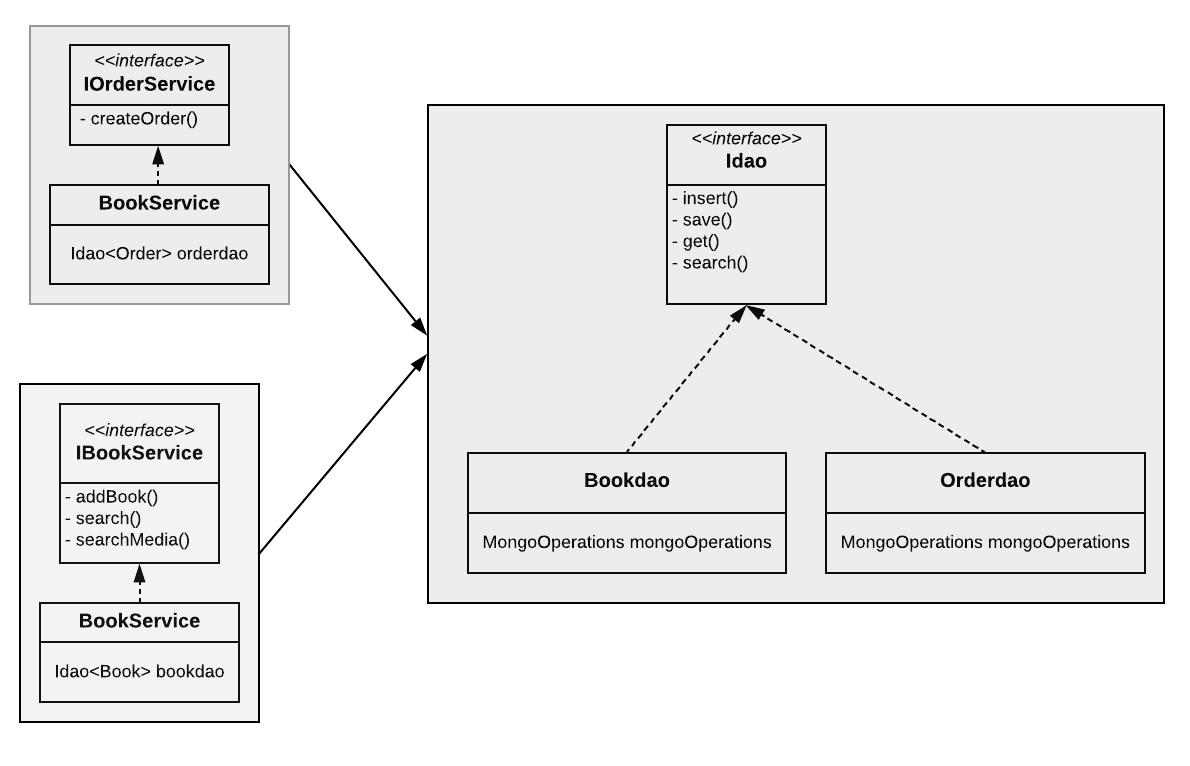 <<interface>>
IOrderService
- createOrder()
BookService
Idao<Order> orderdao
<<interface>>
IBookService
- addBook()
- search()
- searchMedia()
BookService
Idao<Book> bookdao
<<interface>>
Idao
- insert()
- save()
- get()
- search()
Bookdao
MongoOperations mongoOperations
Orderdao
MongoOperations mongoOperations